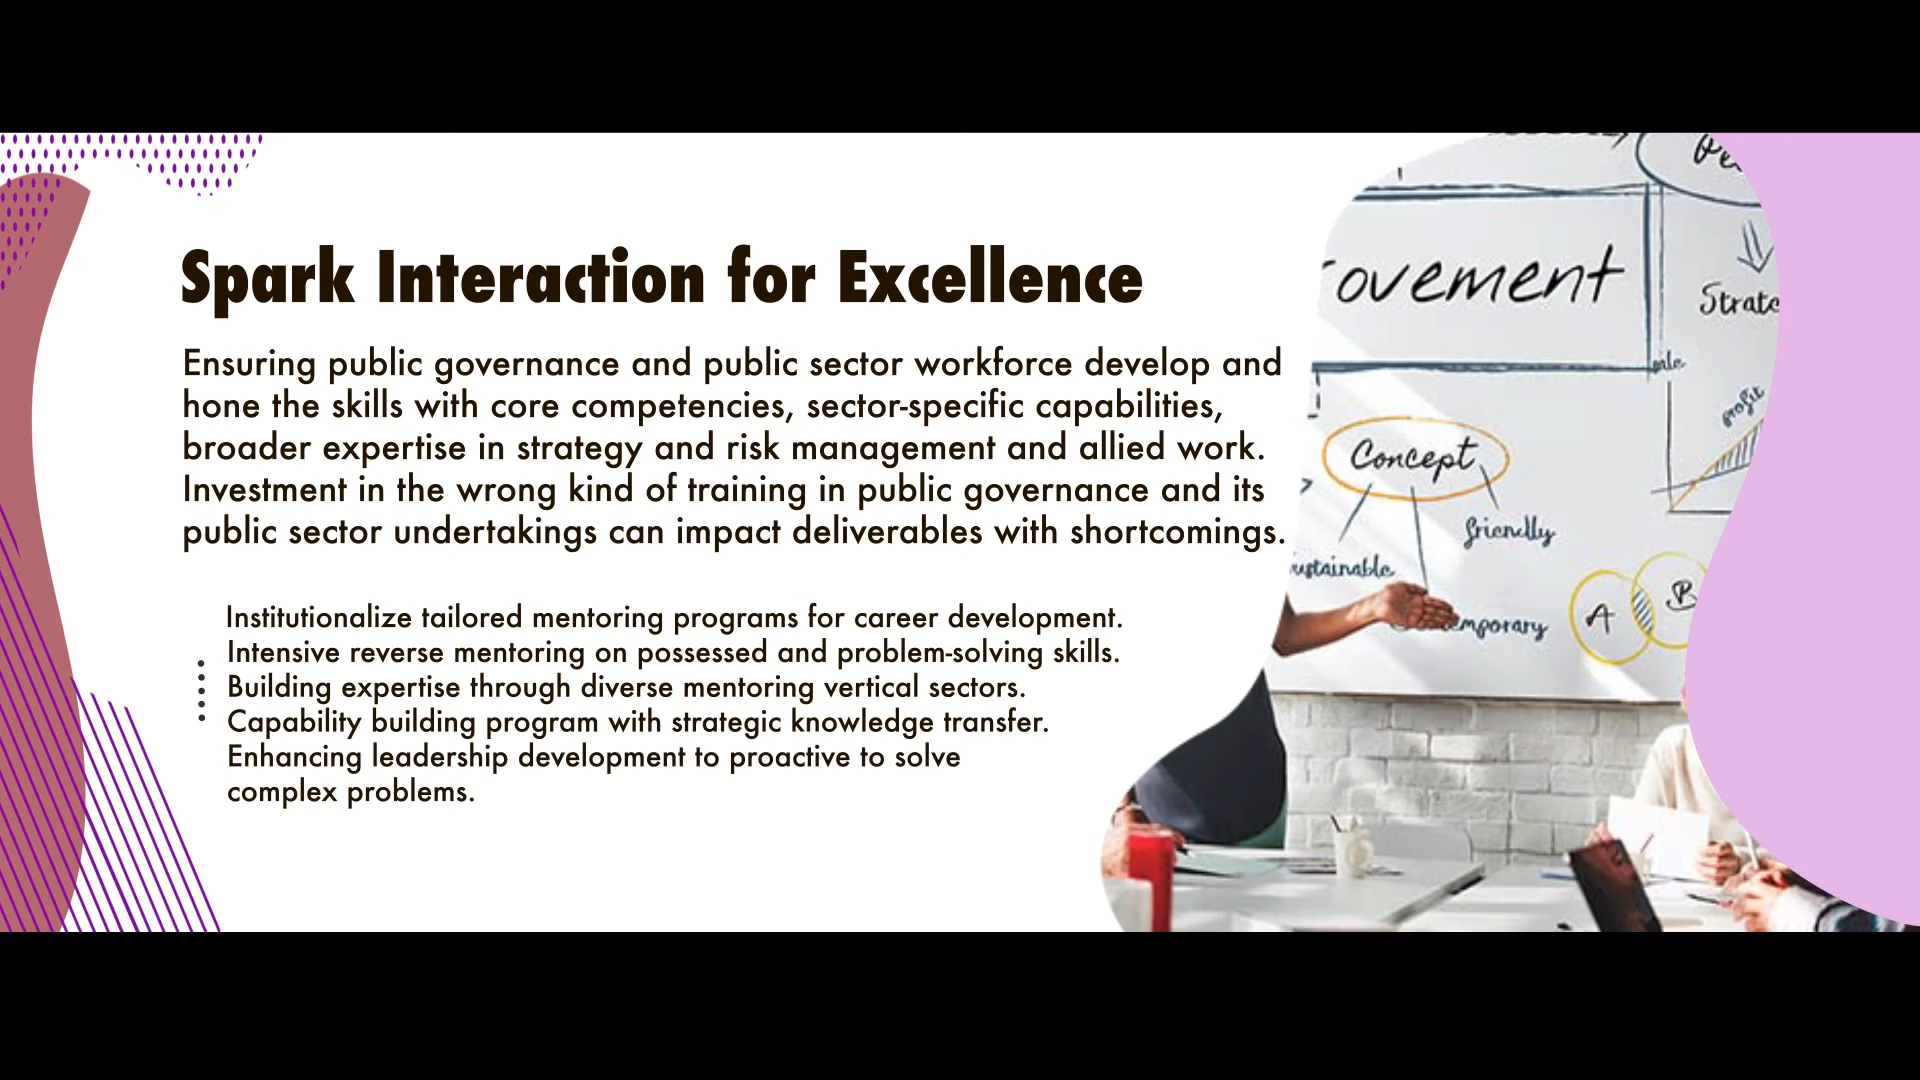 Spark Interaction for Excellence
Ensuring public governance and public sector workforce develop and
hone the skills with core competencies, sector-specific capabilities,
broader expertise in strategy and risk management and allied work.
Investment in the wrong kind of training in public governance and its
public sector undertakings can impact deliverables with shortcomings.
Institutionalize tailored mentoring programs for career development.
Intensive reverse mentoring on possessed and problem-solving skills.
Building expertise through diverse mentoring vertical sectors.
Capability building program with strategic knowledge transfer.
Enhancing leadership development to proactive to solve
complex problems.
ovement
Strate
profit
Concept
friendly
ustainable
mporary
A
B